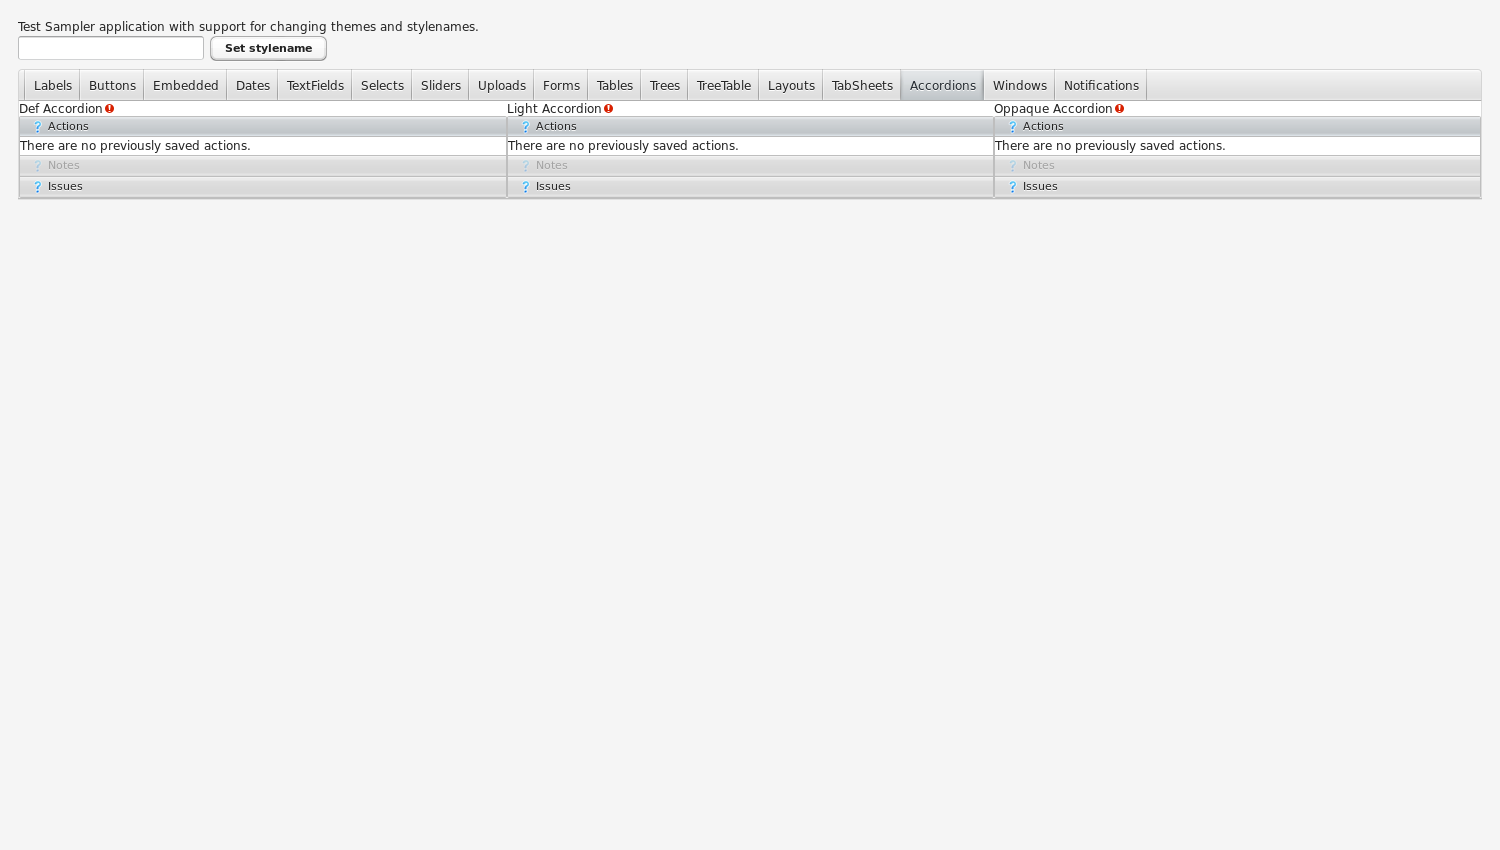 Test Sampler application with support for changing themes and stylenames.
Set stylename
Labels Buttons Embedded Dates TextFields Selects Sliders Uploads Forms Tables Trees TreeTable Layouts TabSheets Accordions Windows Notifications
Def Accordion Light Accordion Oppaque Accordion
Actions Actions Actions
There are no previously saved actions. There are no previously saved actions. There are no previously saved actions.
Notes Notes Notes
Issues Issues Issues